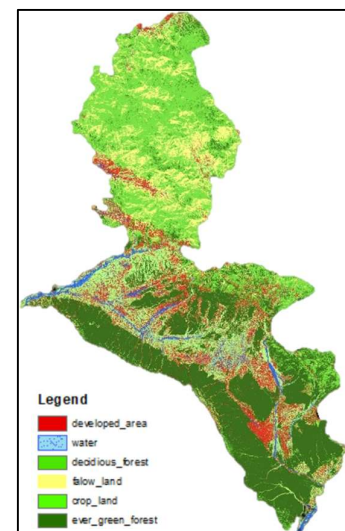 Legend
developed_area
water
decidious_forest
falow_land
crop_land
ever_green_forest